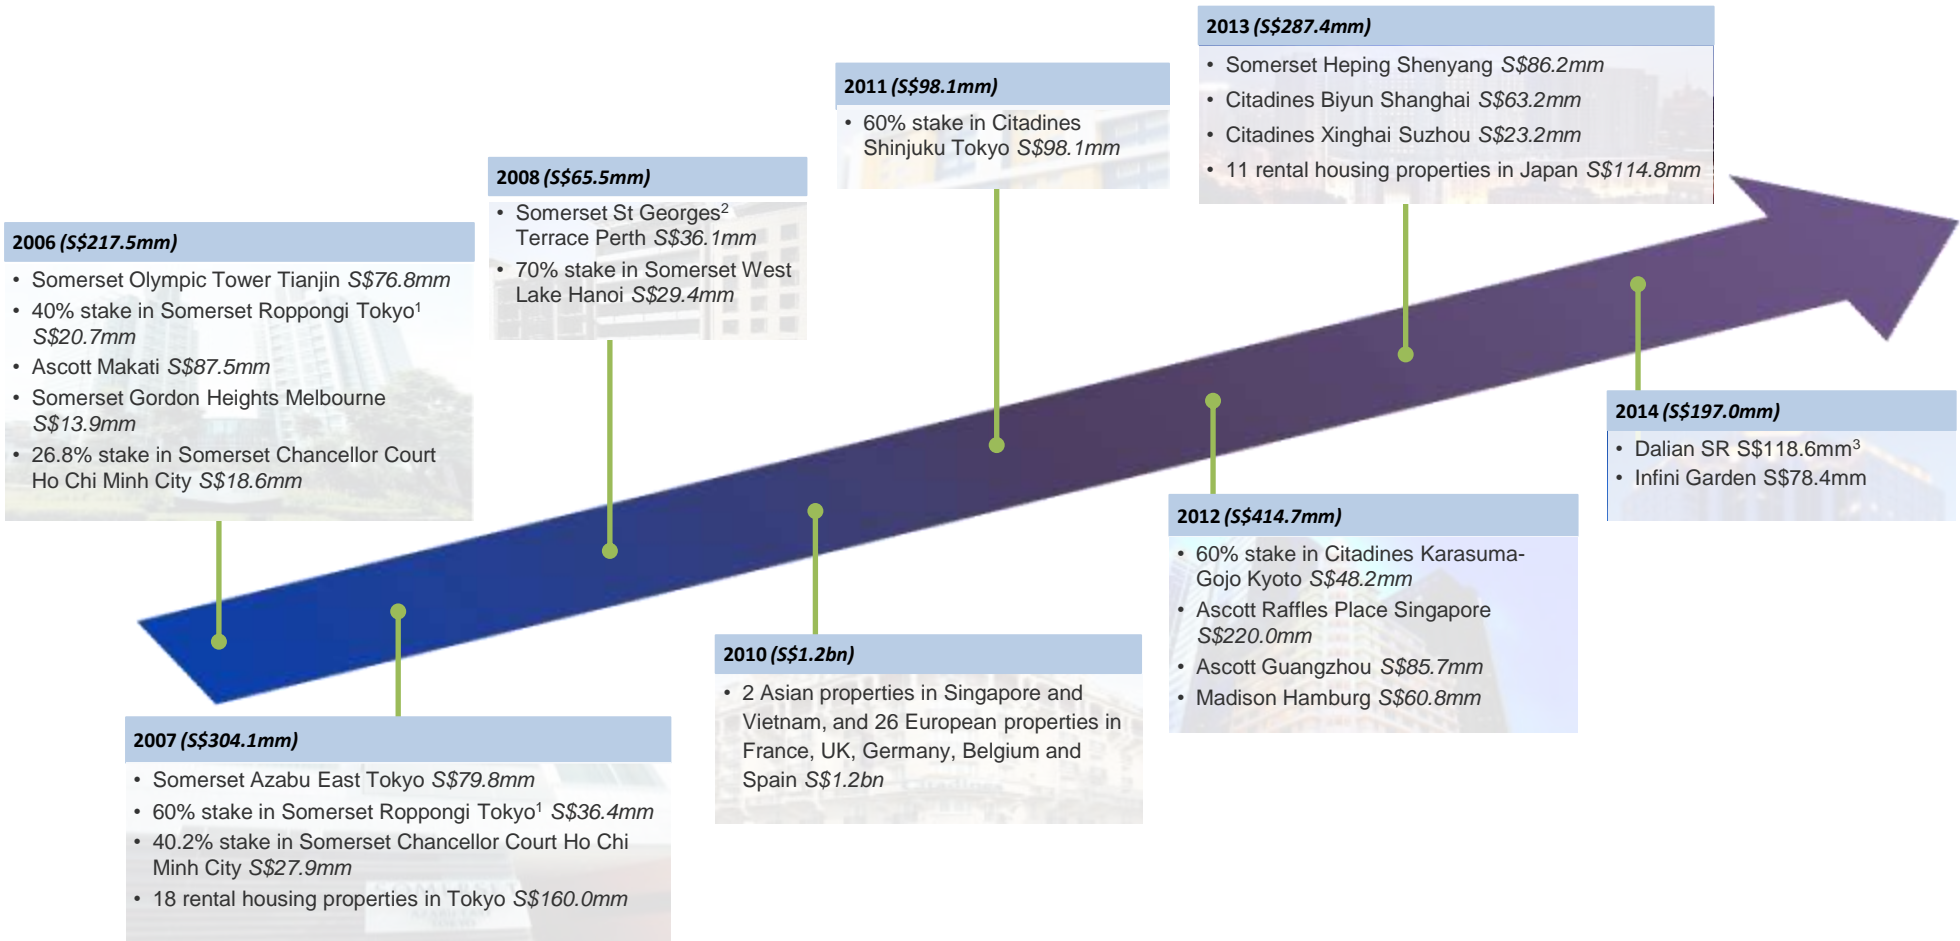 2006 (S$217.5mm)
• Somerset Olympic Tower Tianjin S$76.8mm
• 40% stake in Somerset Roppongi Tokyo1
S$20.7mm
• Ascott Makati S$87.5mm
• Somerset Gordon Heights Melbourne
S$13.9mm
• 26.8% stake in Somerset Chancellor Court
Ho Chi Minh City S$18.6mm
2007 (S$304.1mm)
• Somerset Azabu East Tokyo S$79.8mm
• 60% stake in Somerset Roppongi Tokyo1 S$36.4mm
• 40.2% stake in Somerset Chancellor Court Ho Chi
Minh City S$27.9mm
• 18 rental housing properties in Tokyo S$160.0mm
2008 (S$65.5mm)
• Somerset St Georges2
Terrace Perth S$36.1mm
• 70% stake in Somerset West
Lake Hanoi S$29.4mm
2010 (S$1.2bn)
• 2 Asian properties in Singapore and
Vietnam, and 26 European properties in
France, UK, Germany, Belgium and
Spain S$1.2bn
2011 (S$98.1mm)
• 60% stake in Citadines
Shinjuku Tokyo S$98.1mm
2012 (S$414.7mm)
• 60% stake in Citadines Karasuma-
Gojo Kyoto S$48.2mm
• Ascott Raffles Place Singapore
S$220.0mm
• Ascott Guangzhou S$85.7mm
• Madison Hamburg S$60.8mm
2013 (S$287.4mm)
• Somerset Heping Shenyang S$86.2mm
• Citadines Biyun Shanghai S$63.2mm
• Citadines Xinghai Suzhou S$23.2mm
• 11 rental housing properties in Japan S$114.8mm
2014 (S$197.0mm)
• Dalian SR S$118.6mm3
• Infini Garden S$78.4mm